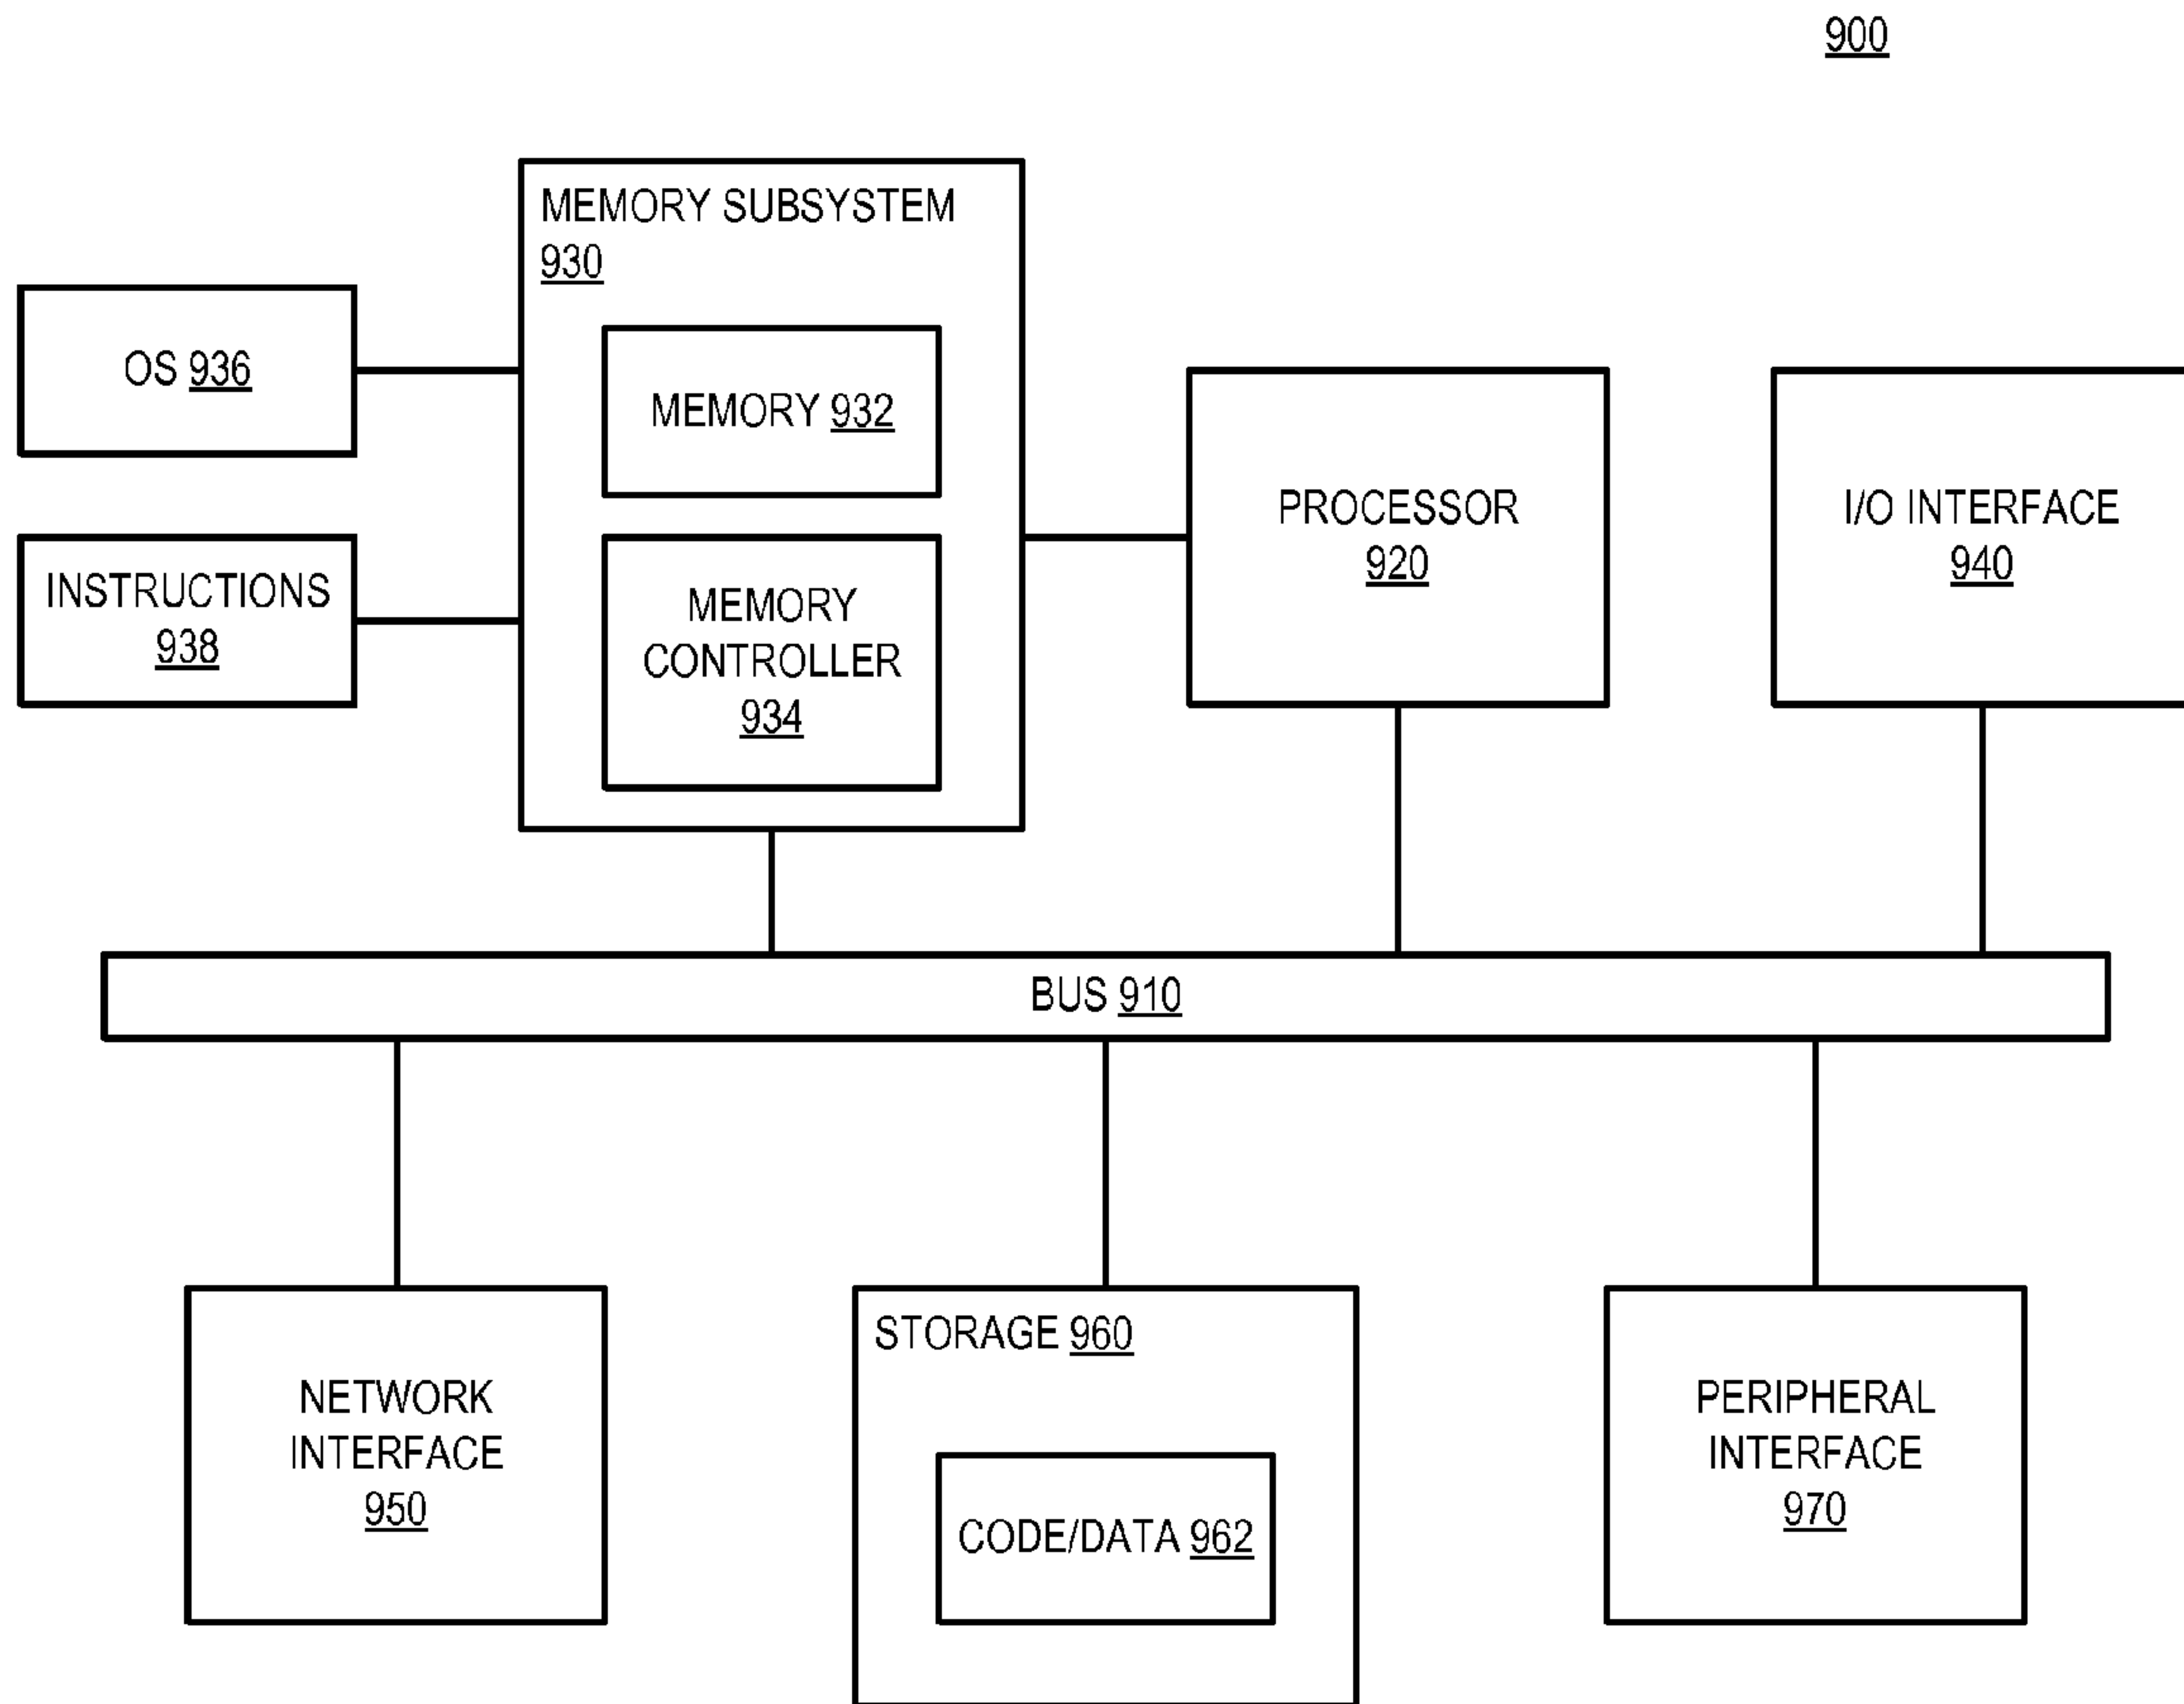 900
MEMORY SUBSYSTEM
930
OS 936
MEMORY 932
INSTRUCTIONS
938
MEMORY
CONTROLLER
934
PROCESSOR
920
I/O INTERFACE
940
BUS 910
NETWORK
INTERFACE
950
STORAGE 960
CODE/DATA 962
PERIPHERAL
INTERFACE
970